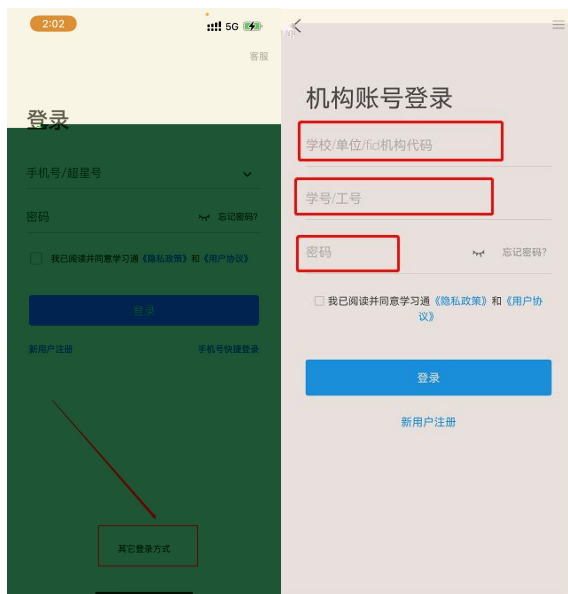 2:02
5G
客服
登录
手机号/超星号
密码
忘记密码?
我已阅读并同意学习通《隐私政策》和《用户协议》
登录
新用户注册
手机号快捷登录
其它登录方式
机构账号登录
学校/单位/fid机构代码
学号/工号
密码
忘记密码?
我已阅读并同意学习通《隐私政策》和《用户协
议》
登录
新用户注册